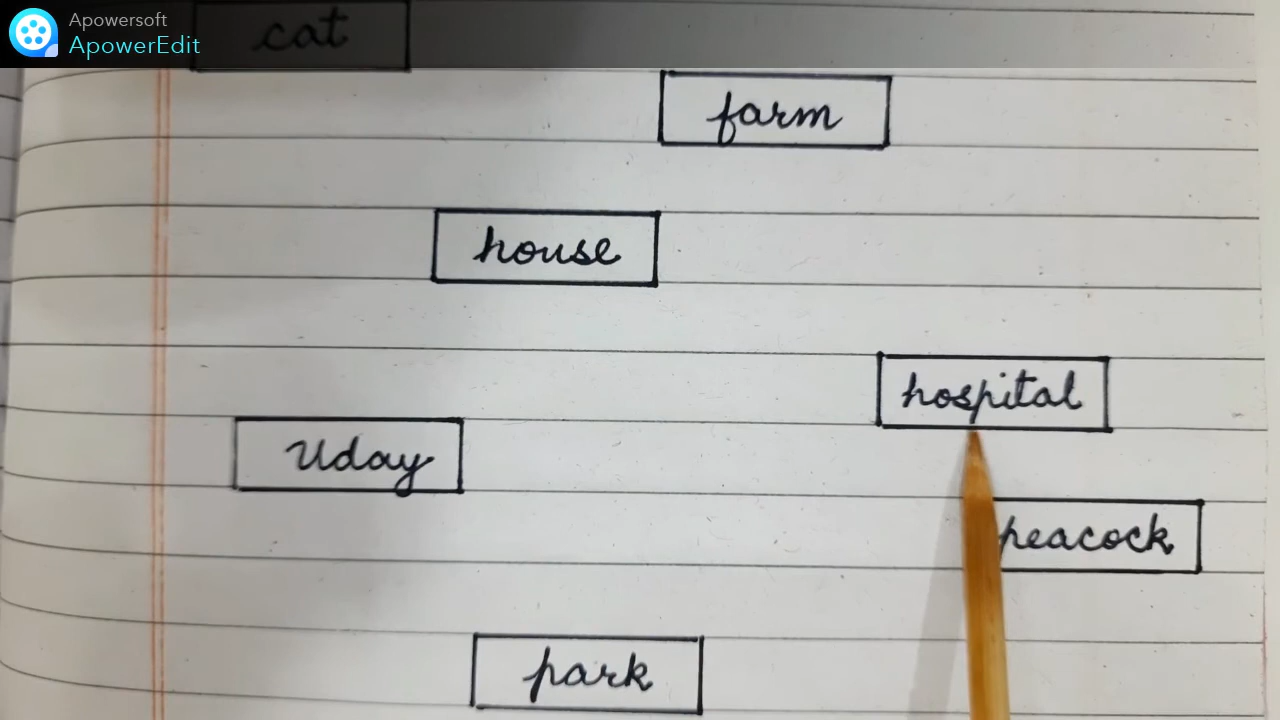 Apowersoft
ApowerEdit
cat
farm
house
hospital
Uday
peacock
park